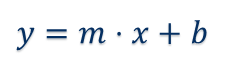 y = m · x + b